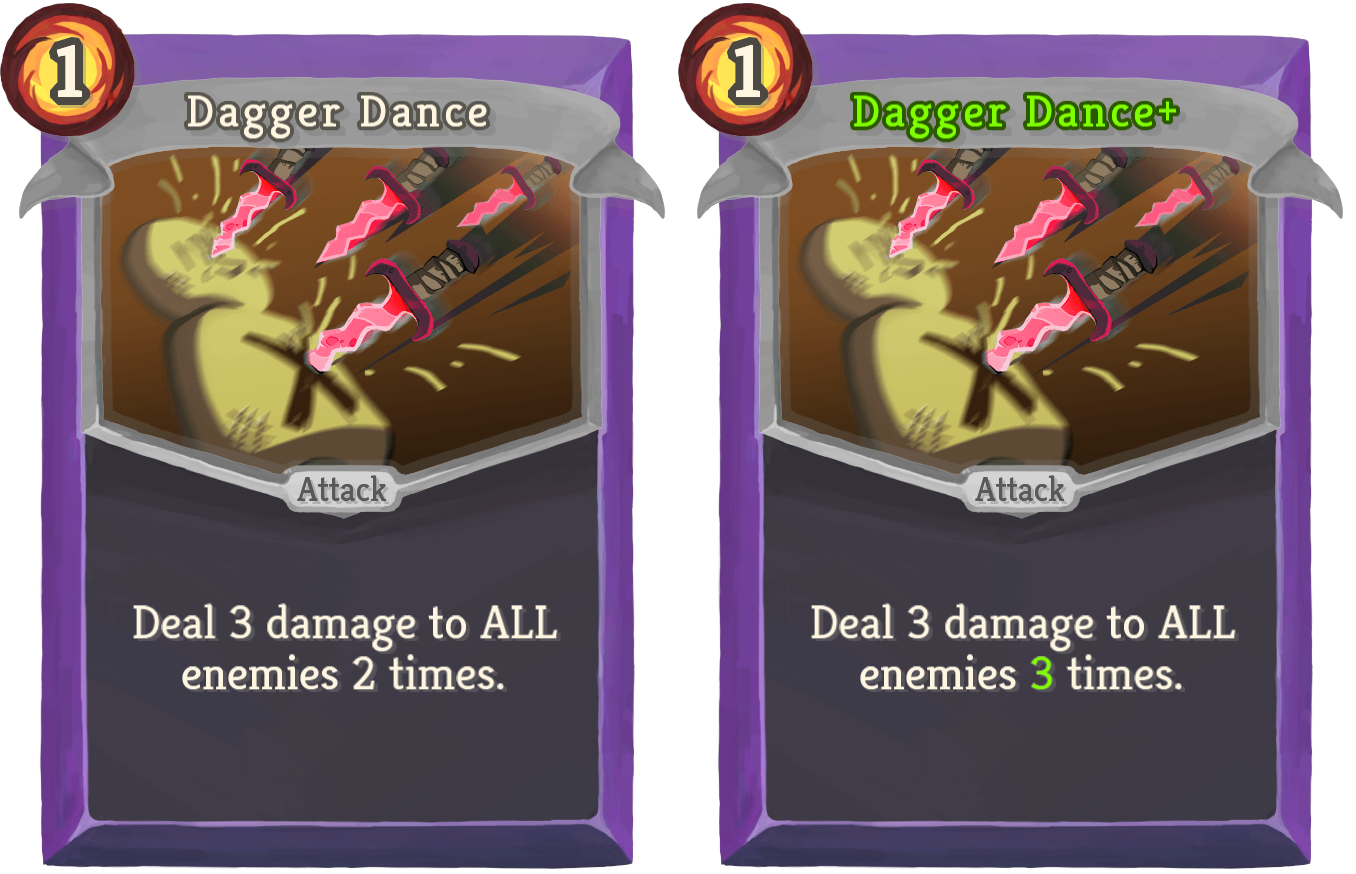 1
Dagger Dance
Attack
Deal 3 damage to ALL
enemies 2 times.
1
Dagger Dance+
Attack
Deal 3 damage to ALL
enemies 3 times.